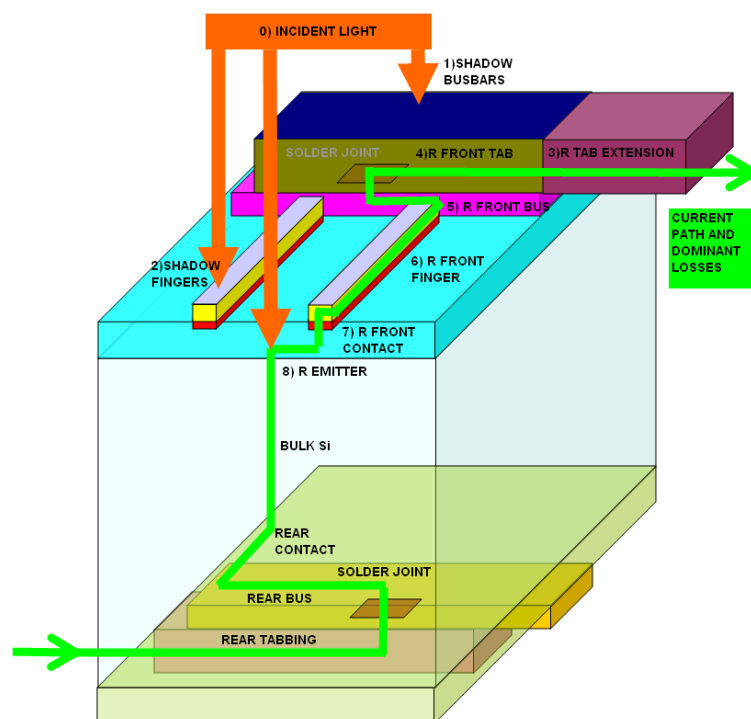 0) INCIDENT LIGHT
1)SHADOW
BUSBARS
SOLDER JOINT
4)R FRONT TAB
3)R TAB EXTENSION
5) R FRONT BUS
CURRENT
PATH AND
DOMINANT
LOSSES
2)SHADOW
FINGERS
6) R FRONT
FINGER
7) R FRONT
CONTACT
8) R EMITTER
BULK Si
REAR
CONTACT
SOLDER JOINT
REAR BUS
REAR TABBING